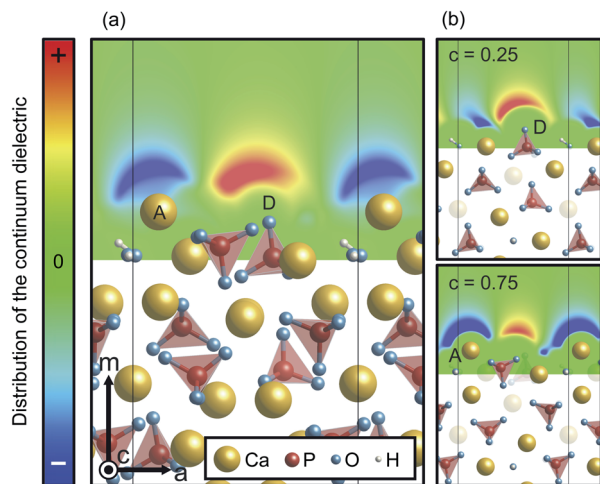 (a)
(b)
+
0
−
Distribution of the continuum dielectric
A
D
m
c
a
Ca P O H
c = 0.25
D
c = 0.75
A